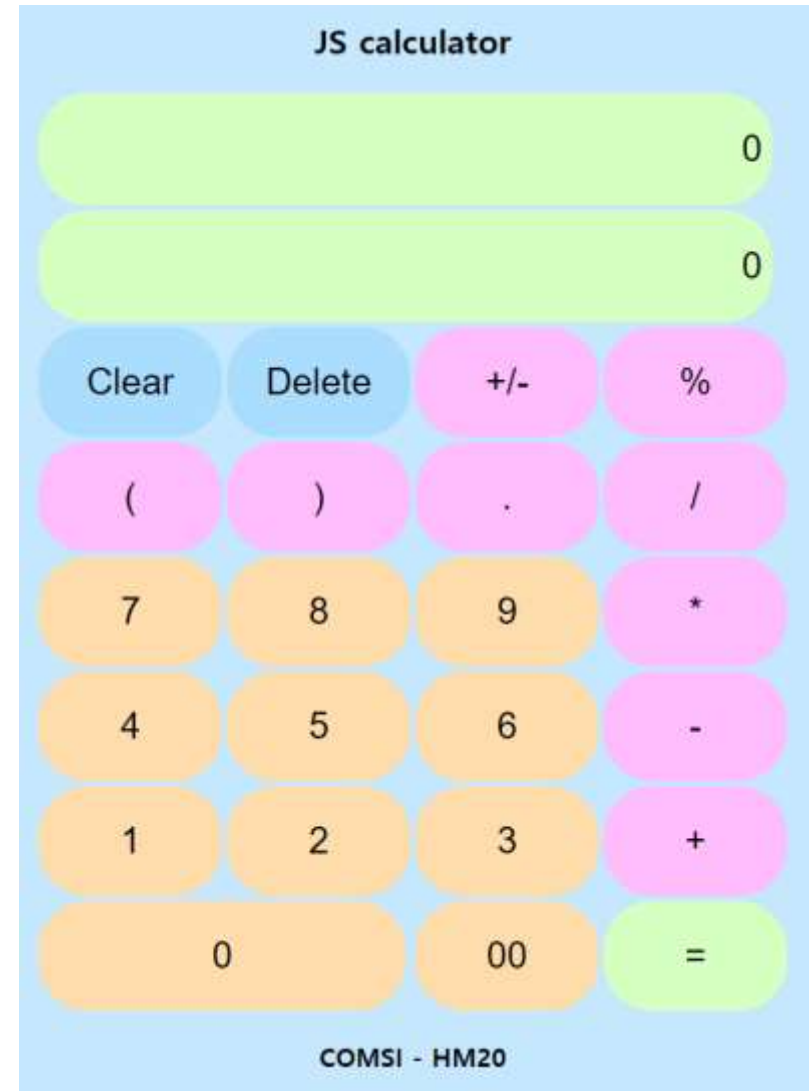 JS calculator
0
0
Clear Delete +/- %
( ) . /
7 8 9 *
4 5 6 -
1 2 3 +
0 00 =
COMSI - HM20